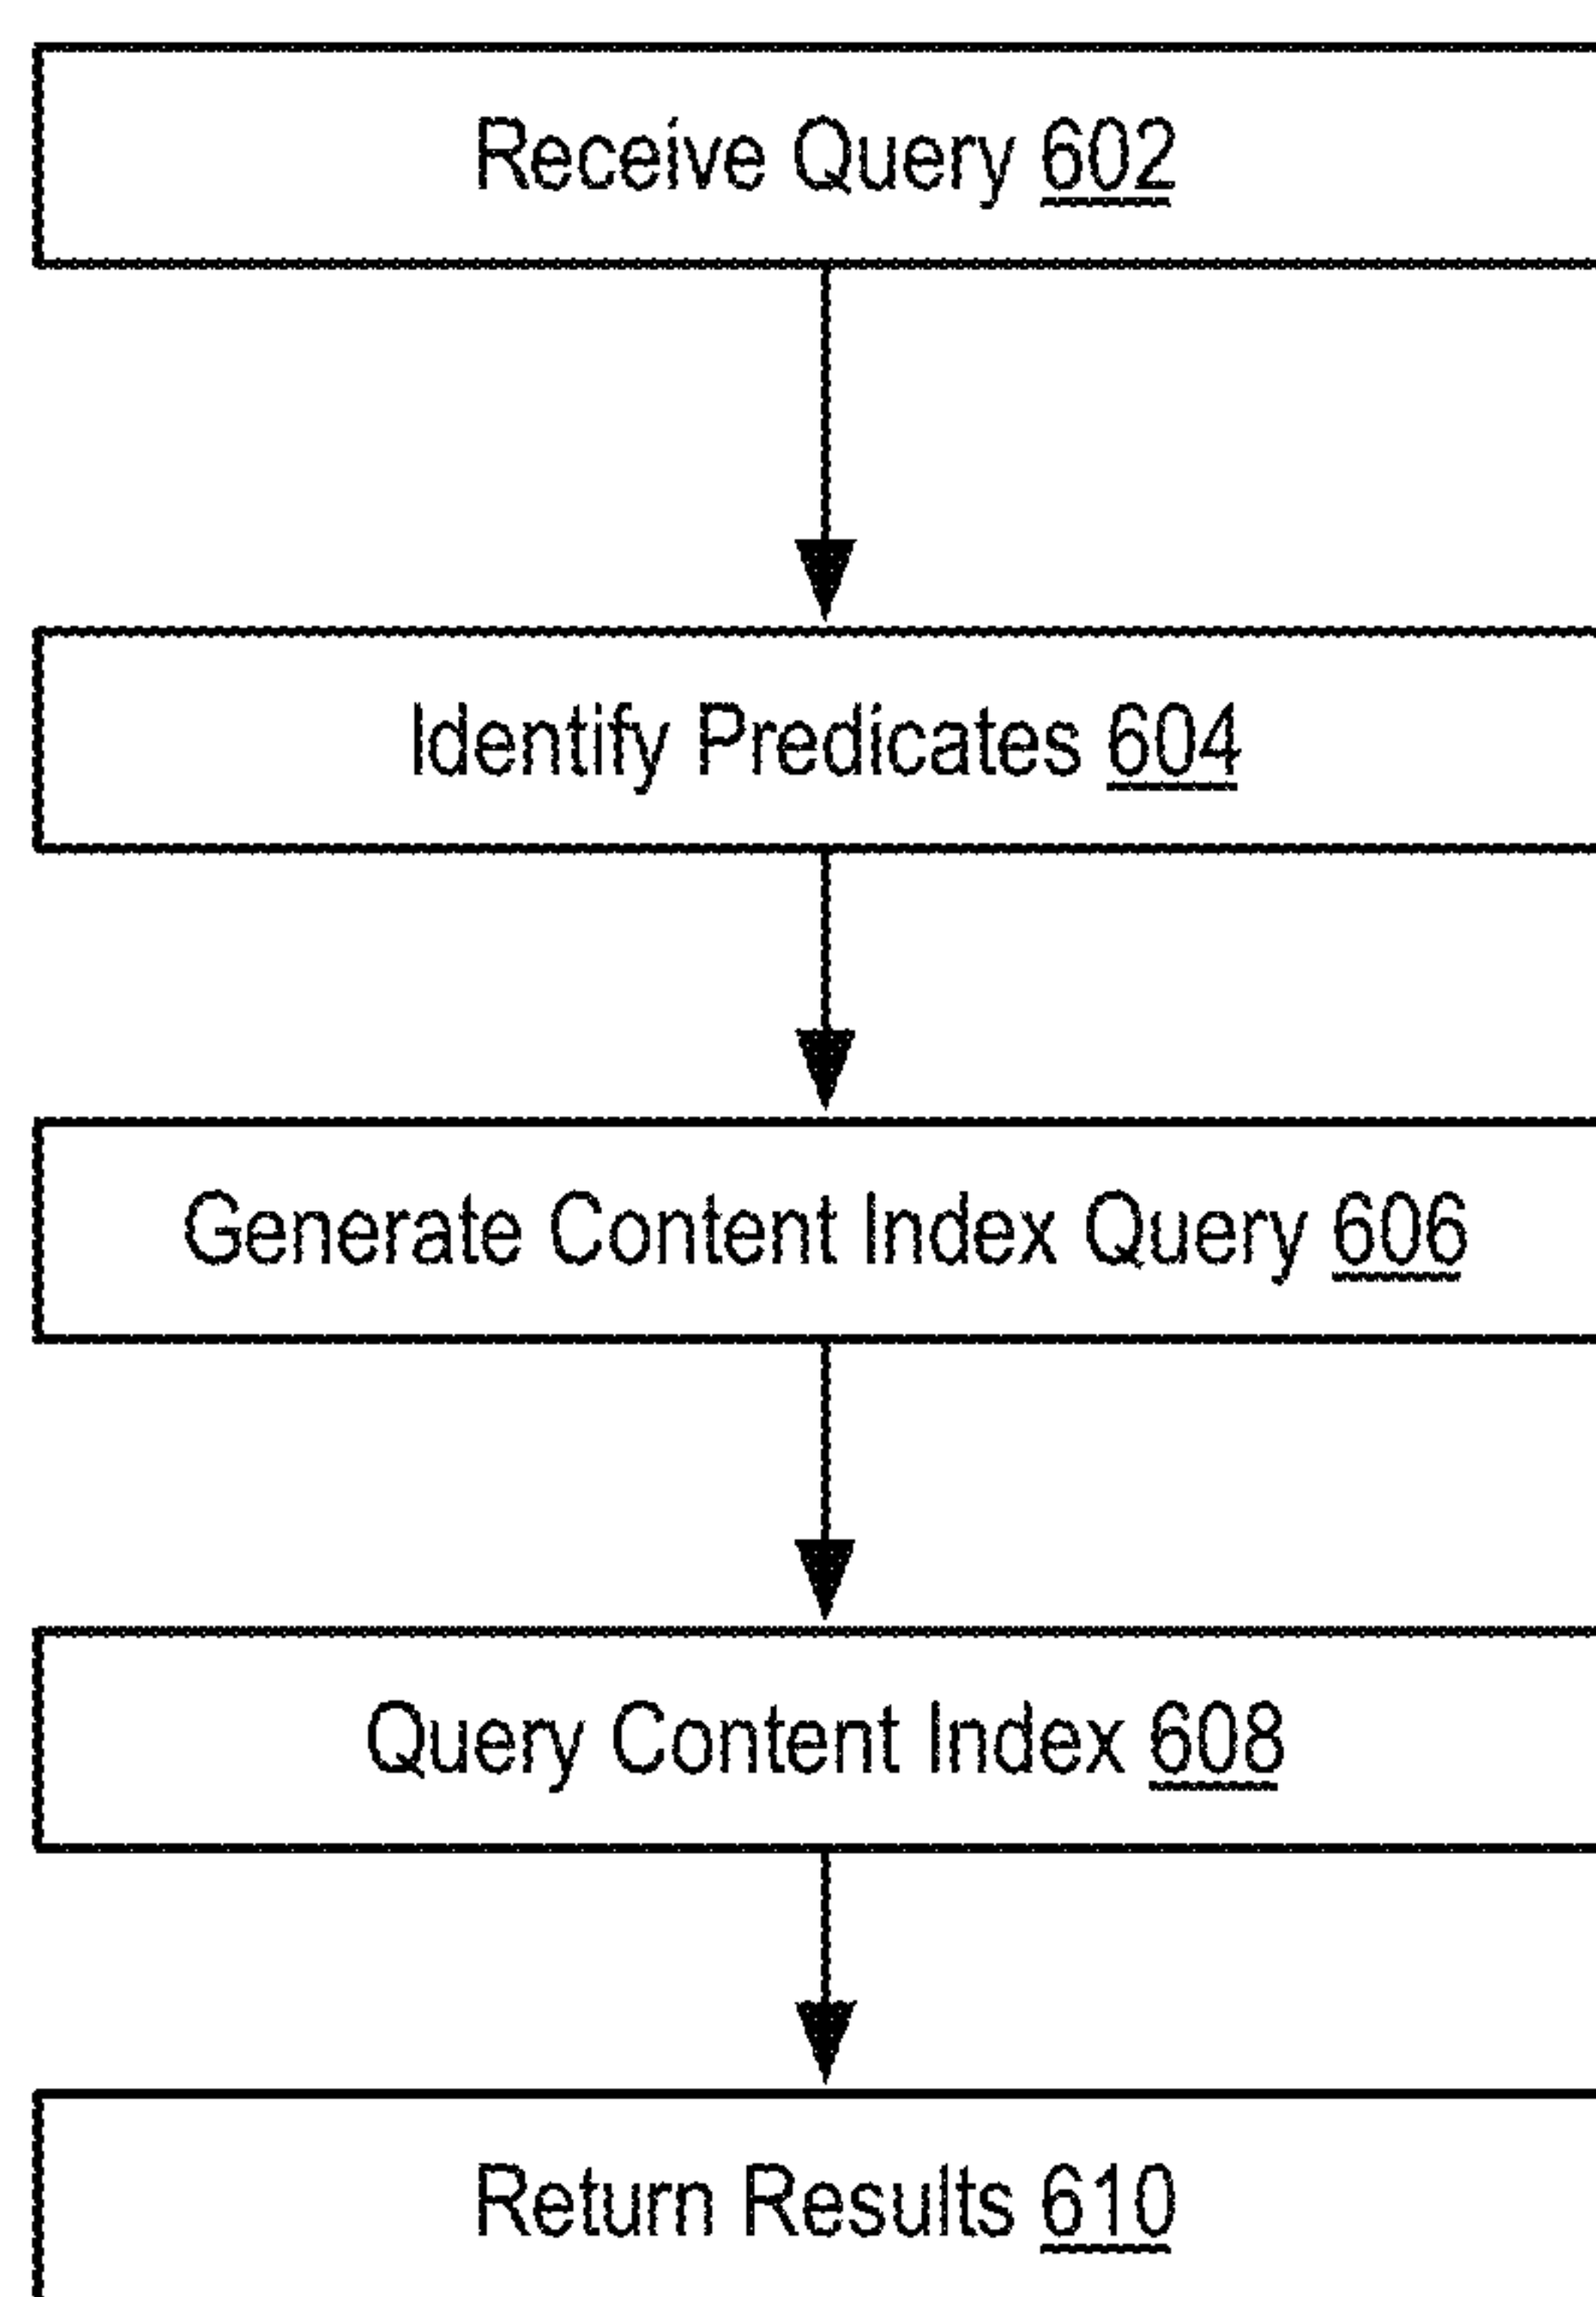 Receive Query 602
Identify Predicates 604
Generate Content Index Query 606
Query Content Index 608
Return Results 610